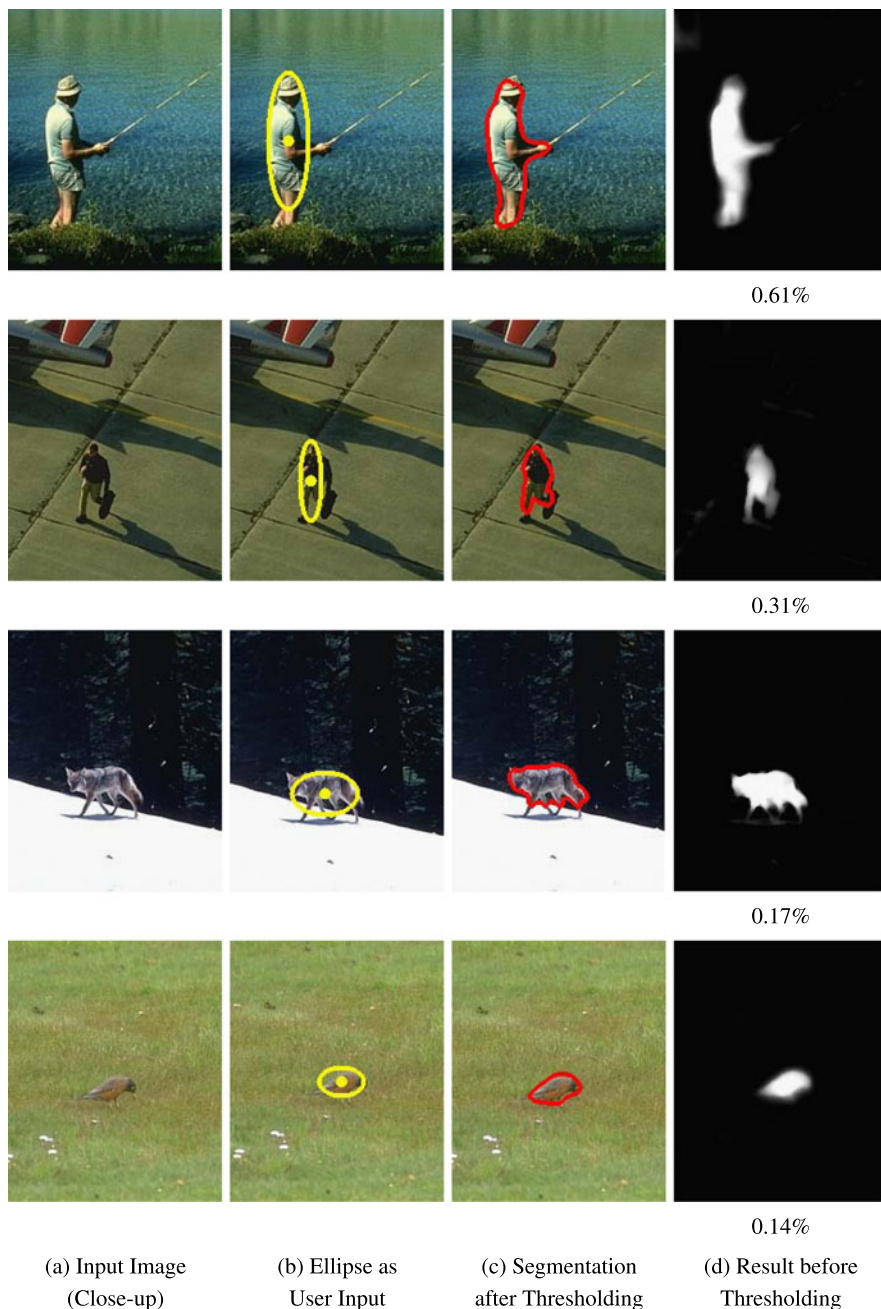 0.61%
0.31%
0.17%
0.14%
(a) Input Image
(Close-up)
(b) Ellipse as
User Input
(c) Segmentation
after Thresholding
(d) Result before
Thresholding